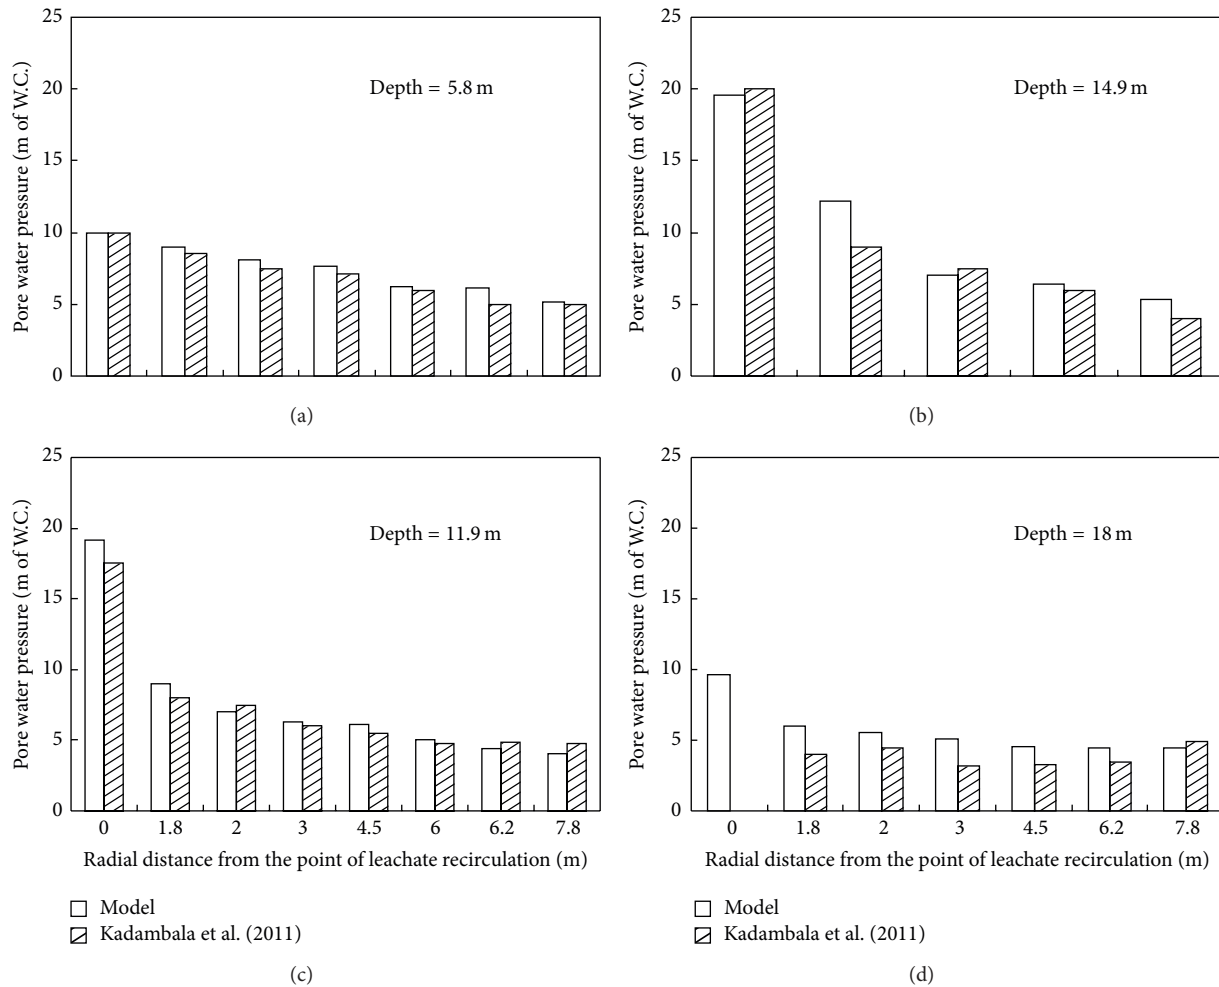 25
20
15
10
5
0
Pore water pressure (m of W.C.)
Depth = 5.8 m
(a)
25
20
15
10
5
0
Pore water pressure (m of W.C.)
Depth = 14.9 m
(b)
25
20
15
10
5
0
Pore water pressure (m of W.C.)
Depth = 11.9 m
0 1.8 2 3 4.5 6 6.2 7.8
Radial distance from the point of leachate recirculation (m)
Model
Kadambala et al. (2011)
(c)
25
20
15
10
5
0
Pore water pressure (m of W.C.)
Depth = 18 m
0 1.8 2 3 4.5 6.2 7.8
Radial distance from the point of leachate recirculation (m)
Model
Kadambala et al. (2011)
(d)